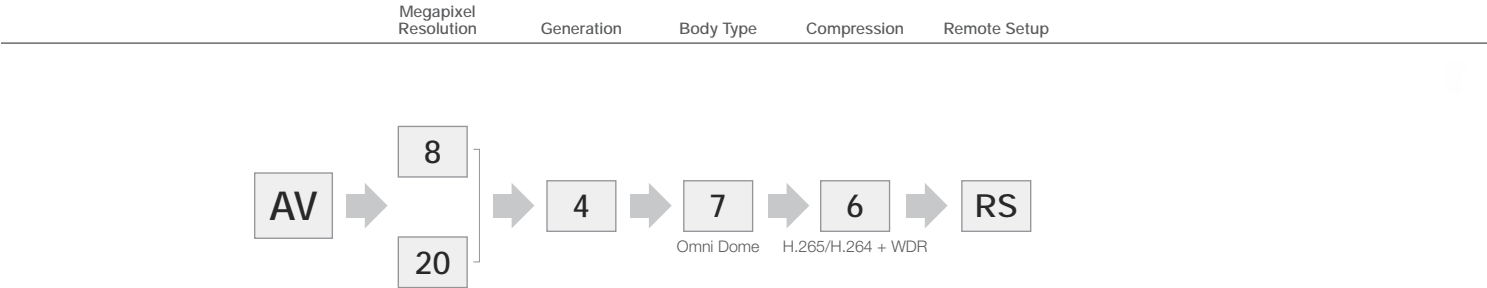 Megapixel
Resolution
Generation
Body Type
Compression
Remote Setup
AV
8
20
4
7
Omni Dome
6
H.265/H.264 + WDR
RS